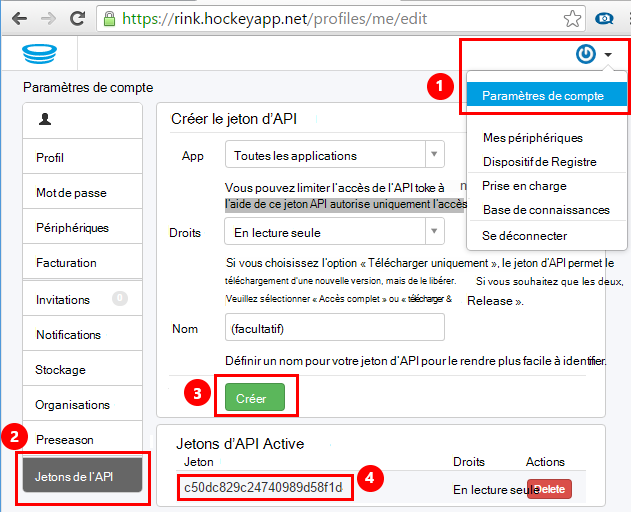 https://rink.hockeyapp.net/profiles/me/edit
1
Paramètres de compte
Paramètres de compte
Mes périphériques
Dispositif de Registre
Prise en charge
Base de connaissances
Se déconnecter
Profil
Mot de passe
Périphériques
Facturation
Invitations 0
Notifications
Stockage
Organisations
Preseason
2
Jetons de l'API
Créer le jeton d'API
App Toutes les applications
Vous pouvez limiter l'accès de l'API toke à n
l'aide de ce jeton API autorise uniquement l'accès
Droits En lecture seule
Si vous choisissez l'option « Télécharger uniquement », le jeton d'API permet le
téléchargement d'une nouvelle version, mais de le libérer. Si vous souhaitez que les deux,
Veuillez sélectionner « Accès complet » ou « télécharger & Release ».
Nom (facultatif)
Définir un nom pour votre jeton d'API pour le rendre plus facile à identifier.
3
Créer
Jetons d'API Active
Jeton Droits Actions
c50dc829c24740989d58f1d 4 En lecture seule Delete